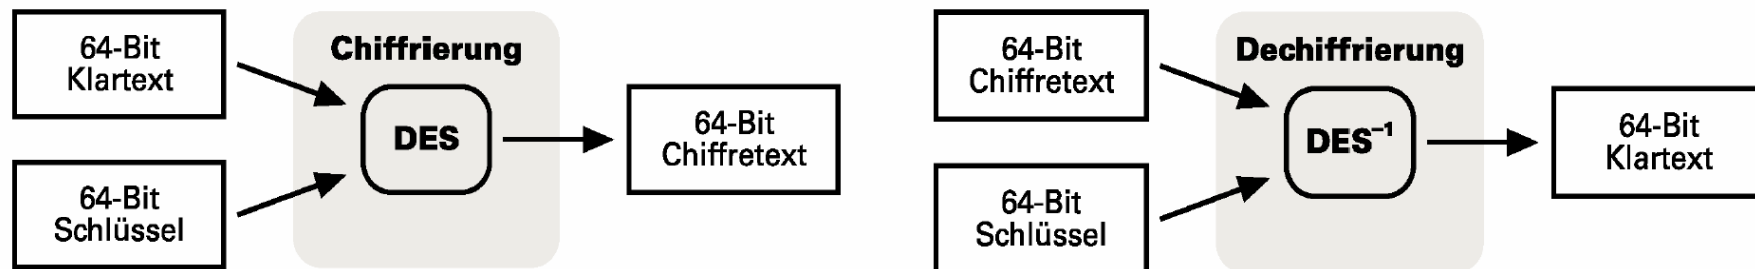 64-Bit
Klartext
64-Bit
Schlüssel
Chiffrierung
DES
64-Bit
Chiffretext
64-Bit
Chiffretext
64-Bit
Schlüssel
Dechiffrierung
DES⁻¹
64-Bit
Klartext